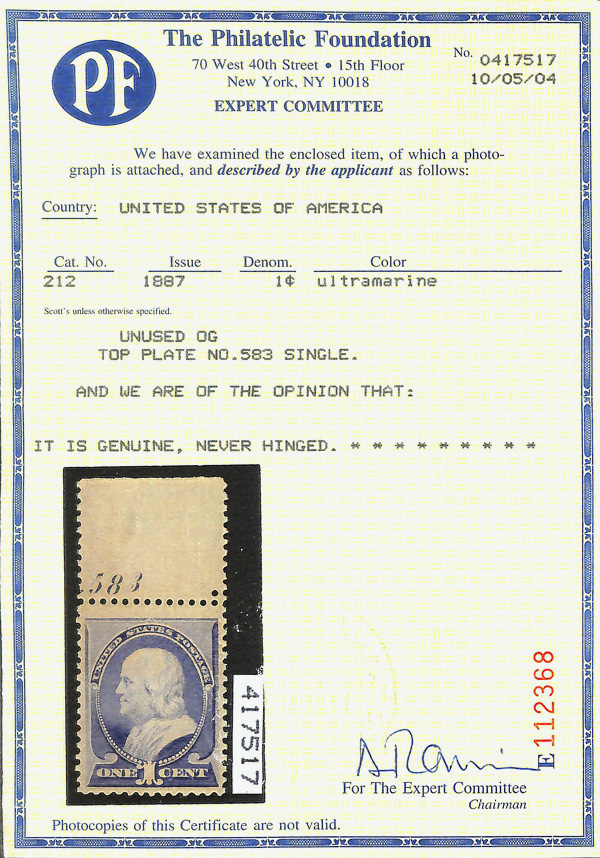 PF
The Philatelic Foundation
70 West 40th Street • 15th Floor
New York, NY 10018
EXPERT COMMITTEE
No. 0417517
10/05/04
We have examined the enclosed item, of which a photo-
graph is attached, and described by the applicant as follows:
Country: UNITED STATES OF AMERICA
Cat. No. Issue Denom. Color
212 1887 1¢ ultramarine
Scott's unless otherwise specified.
UNUSED OG
TOP PLATE NO.583 SINGLE.
AND WE ARE OF THE OPINION THAT:
IT IS GENUINE, NEVER HINGED. * * * * * * * * *
583
UNITED STATES POSTAGE
ONE 1 CENT
417517
E112368
For The Expert Committee
Chairman
Photocopies of this Certificate are not valid.